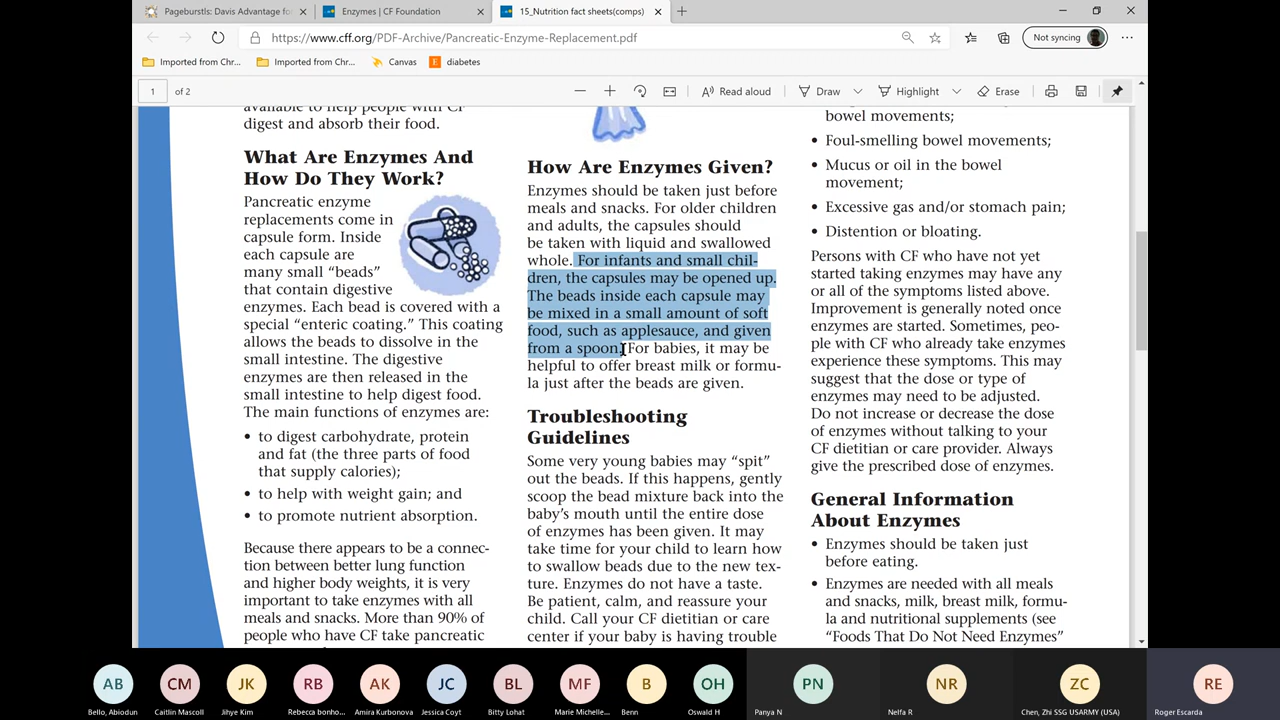 Pageburstls: Davis Advantage fo
Enzymes | CF Foundation
15_Nutrition fact sheets(comps)
https://www.cff.org/PDF-Archive/Pancreatic-Enzyme-Replacement.pdf
Not syncing
Imported from Chr...
Imported from Chr...
Canvas
diabetes
1 of 2
Read aloud
Draw
Highlight
Erase
available to help people with CF
digest and absorb their food.
What Are Enzymes And
How Do They Work?
Pancreatic enzyme
replacements come in
capsule form. Inside
each capsule are
many small “beads”
that contain digestive
enzymes. Each bead is covered with a
special “enteric coating.” This coating
allows the beads to dissolve in the
small intestine. The digestive
enzymes are then released in the
small intestine to help digest food.
The main functions of enzymes are:
• to digest carbohydrate, protein
and fat (the three parts of food
that supply calories);
• to help with weight gain; and
• to promote nutrient absorption.
Because there appears to be a connec-
tion between better lung function
and higher body weights, it is very
important to take enzymes with all
meals and snacks. More than 90% of
people who have CF take pancreatic
How Are Enzymes Given?
Enzymes should be taken just before
meals and snacks. For older children
and adults, the capsules should
be taken with liquid and swallowed
whole. For infants and small chil-
dren, the capsules may be opened up.
The beads inside each capsule may
be mixed in a small amount of soft
food, such as applesauce, and given
from a spoon. For babies, it may be
helpful to offer breast milk or formu-
la just after the beads are given.
Troubleshooting
Guidelines
Some very young babies may “spit”
out the beads. If this happens, gently
scoop the bead mixture back into the
baby’s mouth until the entire dose
of enzymes has been given. It may
take time for your child to learn how
to swallow beads due to the new tex-
ture. Enzymes do not have a taste.
Be patient, calm, and reassure your
child. Call your CF dietitian or care
center if your baby is having trouble
bowel movements;
• Foul-smelling bowel movements;
• Mucus or oil in the bowel
movement;
• Excessive gas and/or stomach pain;
• Distention or bloating.
Persons with CF who have not yet
started taking enzymes may have any
or all of the symptoms listed above.
Improvement is generally noted once
enzymes are started. Sometimes, peo-
ple with CF who already take enzymes
experience these symptoms. This may
suggest that the dose or type of
enzymes may need to be adjusted.
Do not increase or decrease the dose
of enzymes without talking to your
CF dietitian or care provider. Always
give the prescribed dose of enzymes.
General Information
About Enzymes
• Enzymes should be taken just
before eating.
• Enzymes are needed with all meals
and snacks, milk, breast milk, formu-
la and nutritional supplements (see
“Foods That Do Not Need Enzymes”
AB
CM
JK
RB
AK
JC
BL
MF
B
OH
PN
NR
ZC
RE
Bello, Abiodun
Caitlin Mascoll
Jihye Kim
Rebecca bonho...
Amira Kurbonova
Jessica Coyt
Bitty Lohat
Marie Michelle...
Benn
Oswald H
Panya N
Nelfa R
Chen, Zhi SSG USARMY (USA)
Roger Escarda